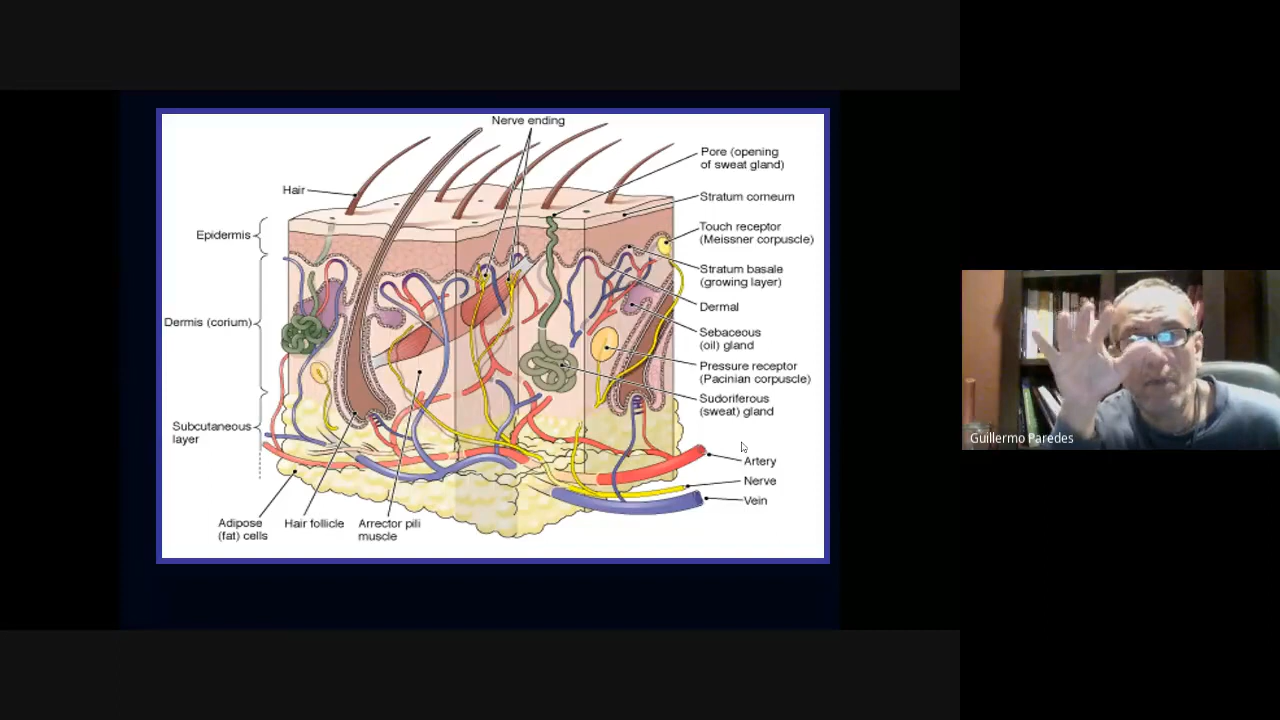 Nerve ending
Pore (opening
of sweat gland)
Hair
Stratum corneum
Touch receptor
(Meissner corpuscle)
Epidermis
Stratum basale
(growing layer)
Dermal
Dermis (corium)
Sebaceous
(oil) gland
Pressure receptor
(Pacinian corpuscle)
Sudoriferous
(sweat) gland
Subcutaneous
layer
Artery
Nerve
Vein
Adipose
(fat) cells
Hair follicle
Arrector pili
muscle
Guillermo Paredes